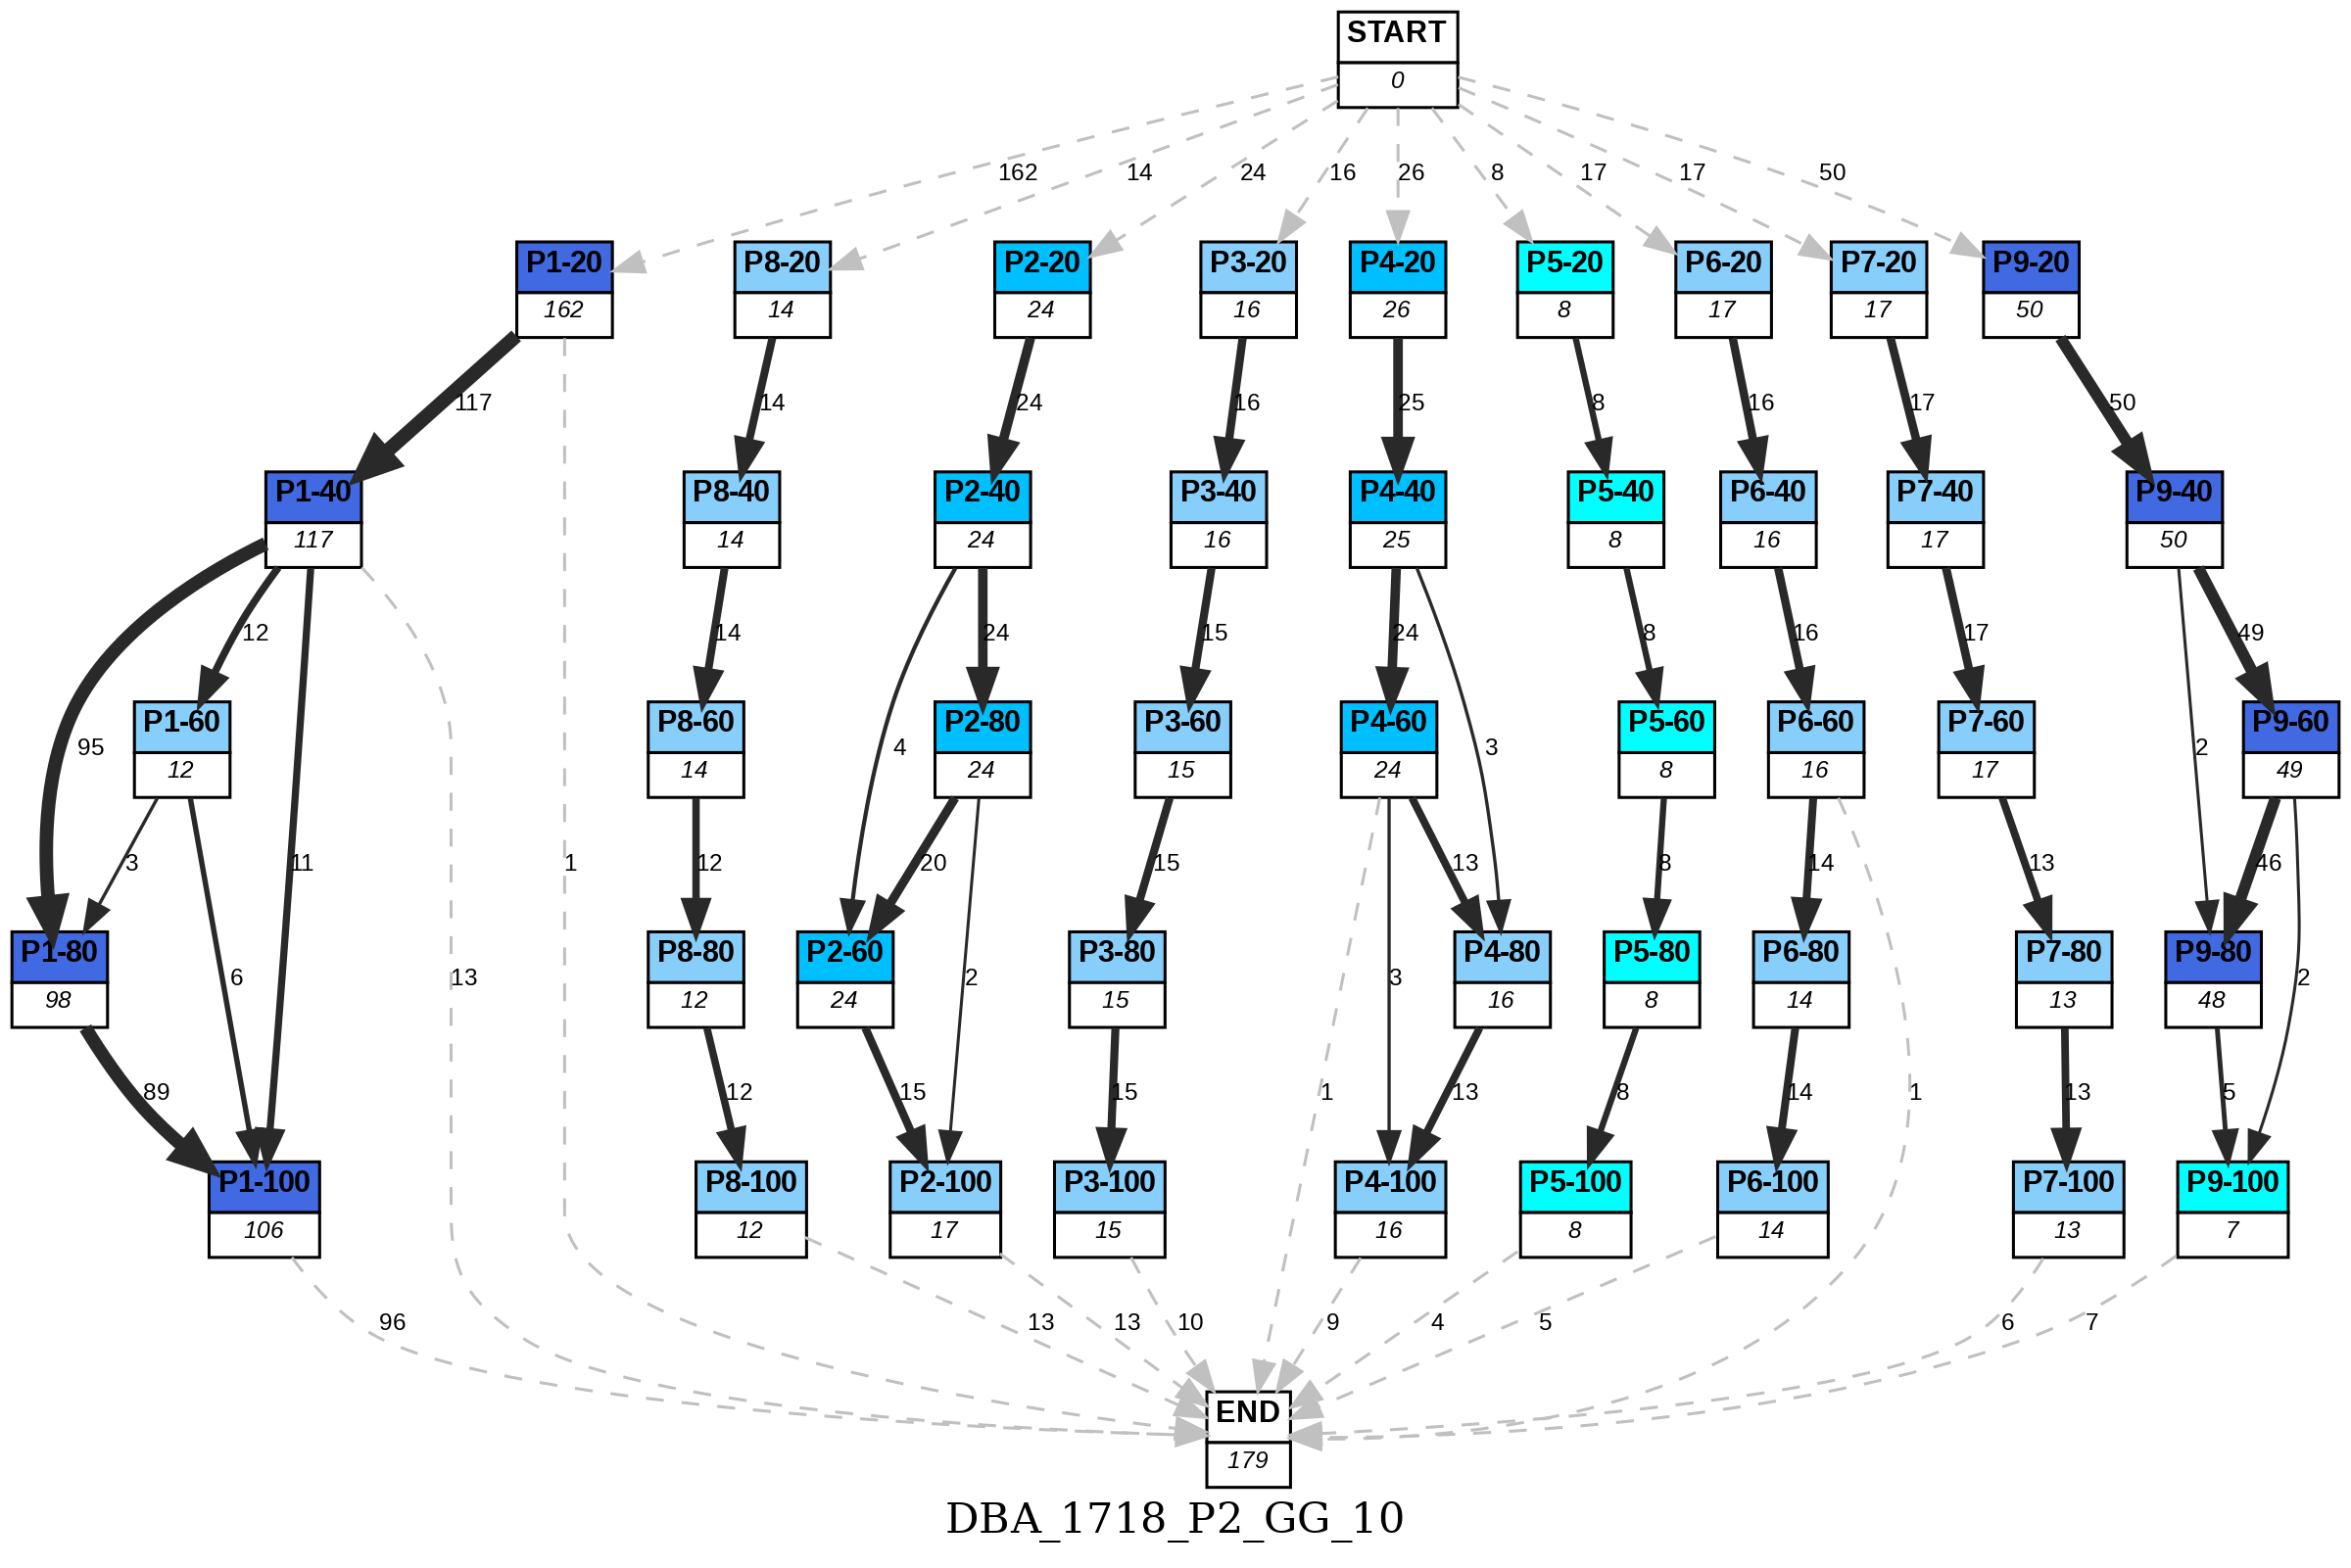 START
0
162
14
24
16
26
8
17
17
50
P1-20
162
P8-20
14
P2-20
24
P3-20
16
P4-20
26
P5-20
8
P6-20
17
P7-20
17
P9-20
50
117
14
24
16
25
8
16
17
50
P1-40
117
P8-40
14
P2-40
24
P3-40
16
P4-40
25
P5-40
8
P6-40
16
P7-40
17
P9-40
50
12
14
24
15
24
8
16
17
49
95
4
3
2
P1-60
12
P8-60
14
P2-80
24
P3-60
15
P4-60
24
P5-60
8
P6-60
16
P7-60
17
P9-60
49
3
11
1
12
20
15
13
8
14
13
46
P1-80
98
6
13
P8-80
12
P2-60
24
2
P3-80
15
3
P4-80
16
P5-80
8
P6-80
14
P7-80
13
P9-80
48
2
89
12
15
15
1
13
8
14
1
13
5
P1-100
106
P8-100
12
P2-100
17
P3-100
15
P4-100
16
P5-100
8
P6-100
14
P7-100
13
P9-100
7
96
13
13
10
9
4
5
6
7
END
179
DBA_1718_P2_GG_10